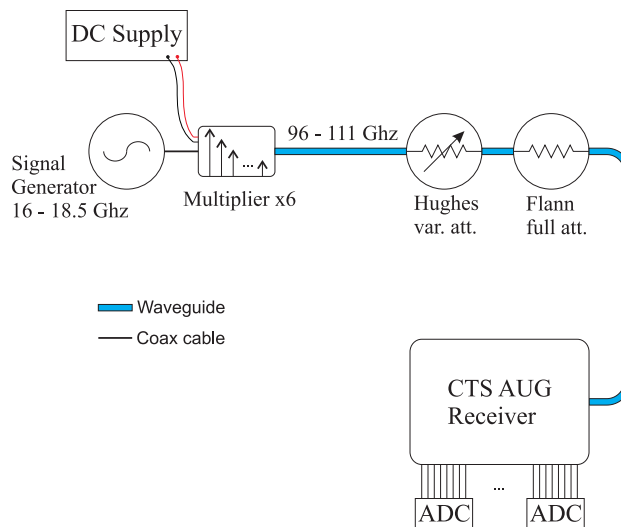 DC Supply
96 - 111 Ghz
Signal
Generator
16 - 18.5 Ghz
Multiplier x6
...
Hughes
var. att.
Flann
full att.
Waveguide
Coax cable
CTS AUG
Receiver
...
ADC
ADC